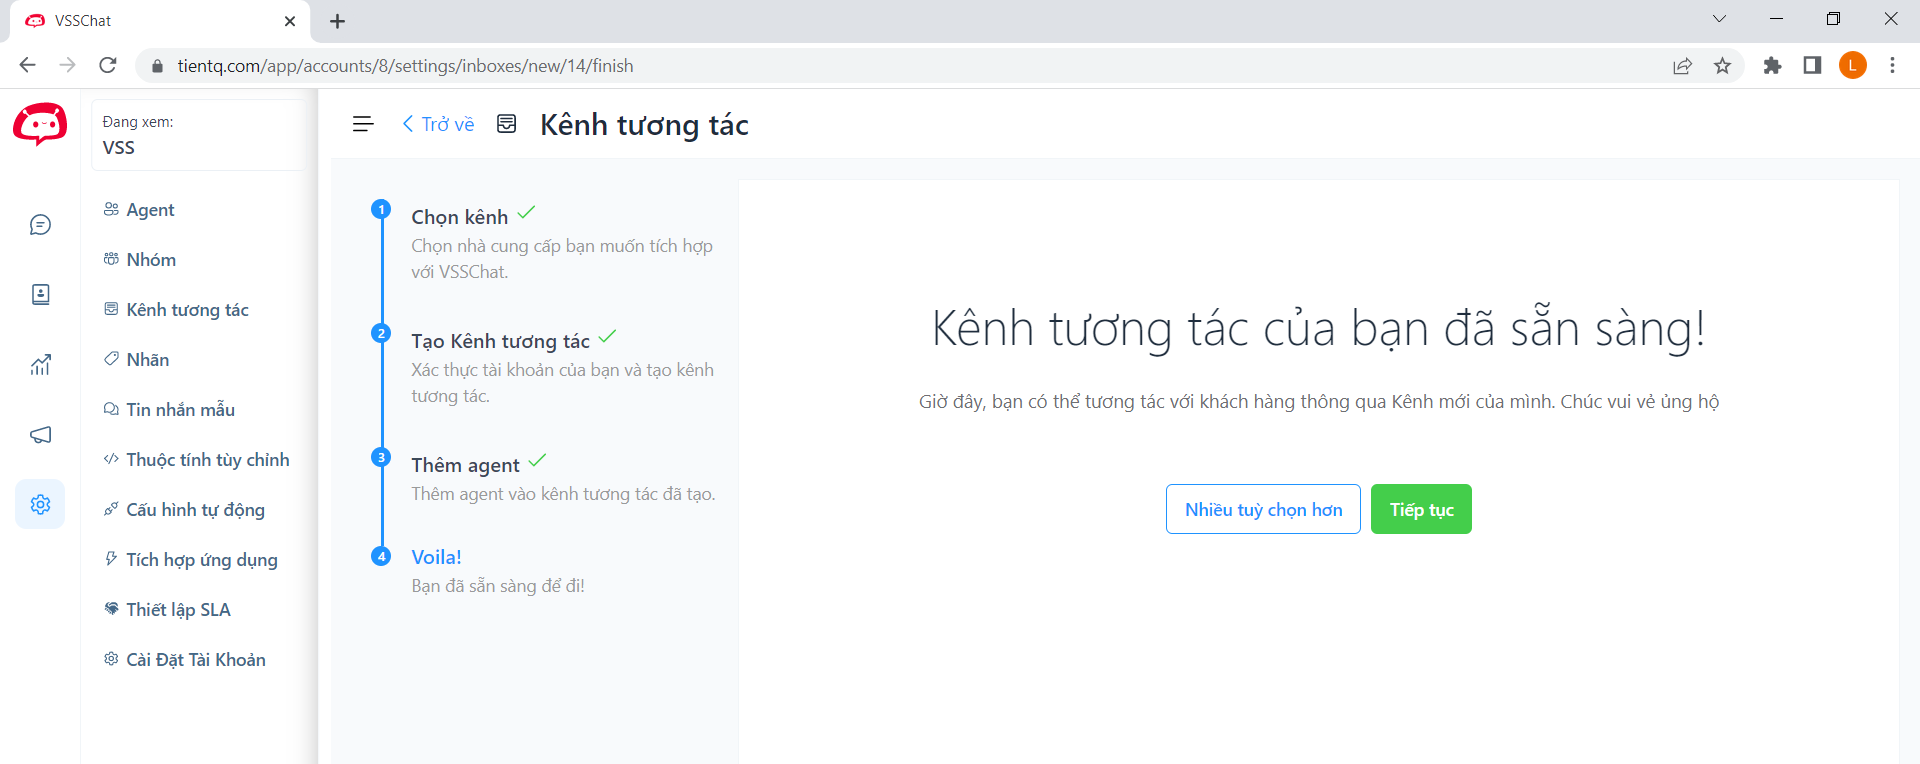 VSSChat
tientq.com/app/accounts/8/settings/inboxes/new/14/finish
L
Đang xem:
VSS
Agent
Nhóm
Kênh tương tác
Nhãn
Tin nhắn mẫu
Thuộc tính tùy chỉnh
Cấu hình tự động
Tích hợp ứng dụng
Thiết lập SLA
Cài Đặt Tài Khoản
Trở về
Kênh tương tác
1
Chọn kênh
Chọn nhà cung cấp bạn muốn tích hợp
với VSSChat.
2
Tạo Kênh tương tác
Xác thực tài khoản của bạn và tạo kênh
tương tác.
3
Thêm agent
Thêm agent vào kênh tương tác đã tạo.
4
Voila!
Bạn đã sẵn sàng để đi!
Kênh tương tác của bạn đã sẵn sàng!
Giờ đây, bạn có thể tương tác với khách hàng thông qua Kênh mới của mình. Chúc vui vẻ ủng hộ
Nhiều tuỳ chọn hơn
Tiếp tục